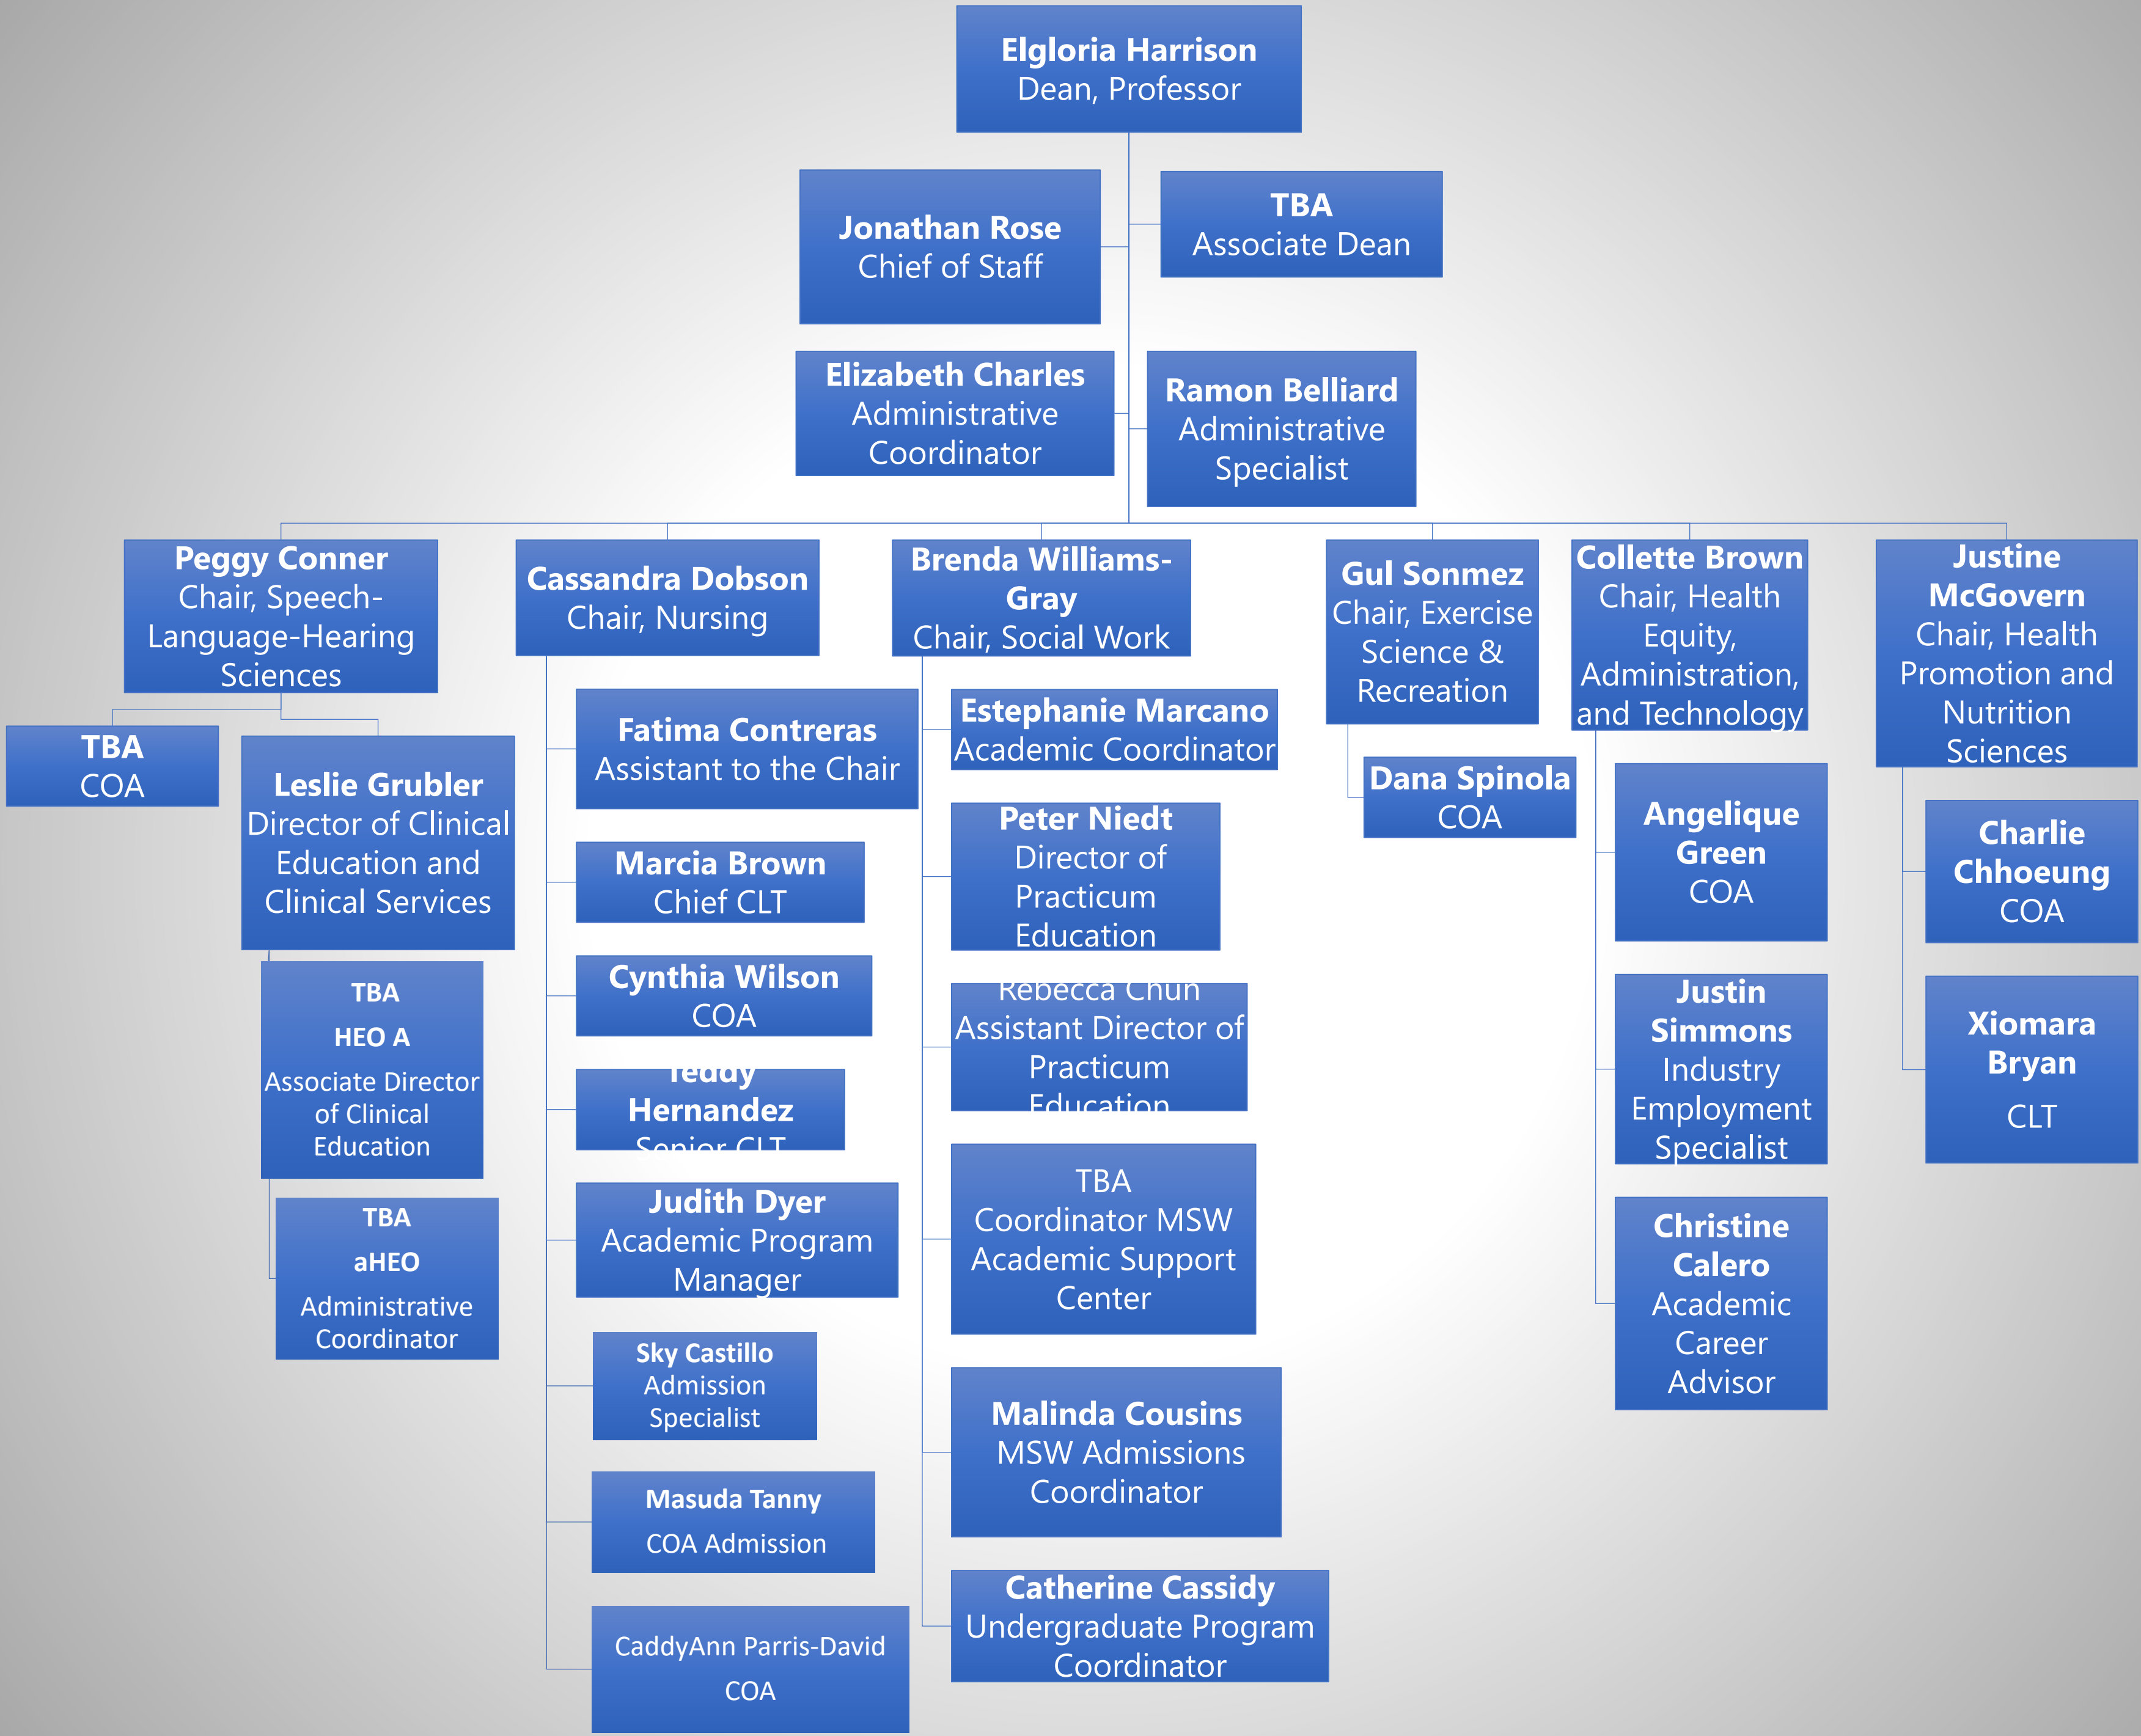 Elgloria Harrison
Dean, Professor
Jonathan Rose
Chief of Staff
TBA
Associate Dean
Elizabeth Charles
Administrative
Coordinator
Ramon Belliard
Administrative
Specialist
Peggy Conner
Chair, Speech-
Language-Hearing
Sciences
TBA
COA
Leslie Grubler
Director of Clinical
Education and
Clinical Services
TBA
HEO A
Associate Director
of Clinical
Education
TBA
aHEO
Administrative
Coordinator
Cassandra Dobson
Chair, Nursing
Fatima Contreras
Assistant to the Chair
Marcia Brown
Chief CLT
Cynthia Wilson
COA
Teddy
Hernandez
Senior CLT
Judith Dyer
Academic Program
Manager
Sky Castillo
Admission
Specialist
Masuda Tanny
COA Admission
CaddyAnn Parris-David
COA
Brenda Williams-
Gray
Chair, Social Work
Estephanie Marcano
Academic Coordinator
Peter Niedt
Director of
Practicum
Education
Rebecca Chun
Assistant Director of
Practicum
Education
TBA
Coordinator MSW
Academic Support
Center
Malinda Cousins
MSW Admissions
Coordinator
Catherine Cassidy
Undergraduate Program
Coordinator
Gul Sonmez
Chair, Exercise
Science &
Recreation
Dana Spinola
COA
Collette Brown
Chair, Health
Equity,
Administration,
and Technology
Angelique
Green
COA
Justin
Simmons
Industry
Employment
Specialist
Christine
Calero
Academic
Career
Advisor
Justine
McGovern
Chair, Health
Promotion and
Nutrition
Sciences
Charlie
Chhoeung
COA
Xiomara
Bryan
CLT